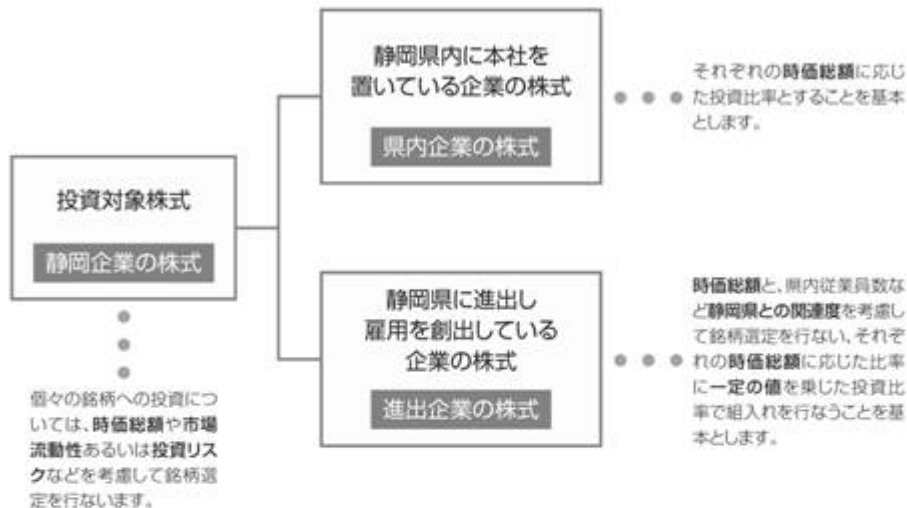 静岡県内に本社を
置いている企業の株式
県内企業の株式
それぞれの時価総額に応じ
た投資比率とすることを基本
とします。
投資対象株式
静岡企業の株式
個々の銘柄への投資につ
いては、時価総額や市場
流動性あるいは投資リス
クなどを考慮して銘柄選
定を行ないます。
静岡県に進出し
雇用を創出している
企業の株式
進出企業の株式
時価総額と、県内従業員数な
ど静岡県との関連度を考慮し
て銘柄選定を行ない、それぞ
れの時価総額に応じた比率
に一定の値を乗じた投資比
率で組入れを行なうことを基
本とします。